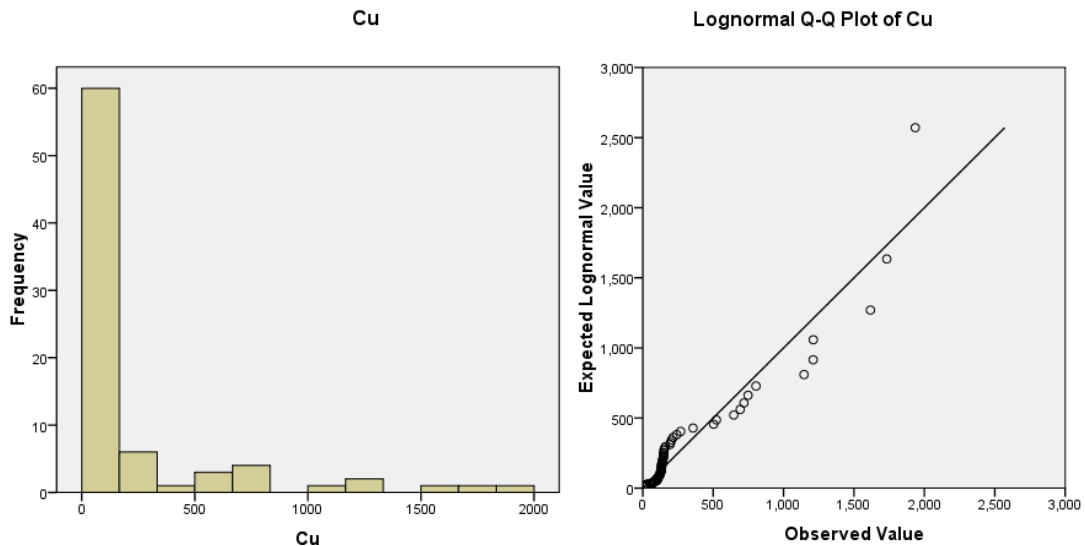 Cu
Frequency
60
50
40
30
20
10
0
0 500 1000 1500 2000
Cu
Lognormal Q-Q Plot of Cu
Expected Lognormal Value
3,000
2,500
2,000
1,500
1,000
500
0
0 500 1,000 1,500 2,000 2,500 3,000
Observed Value